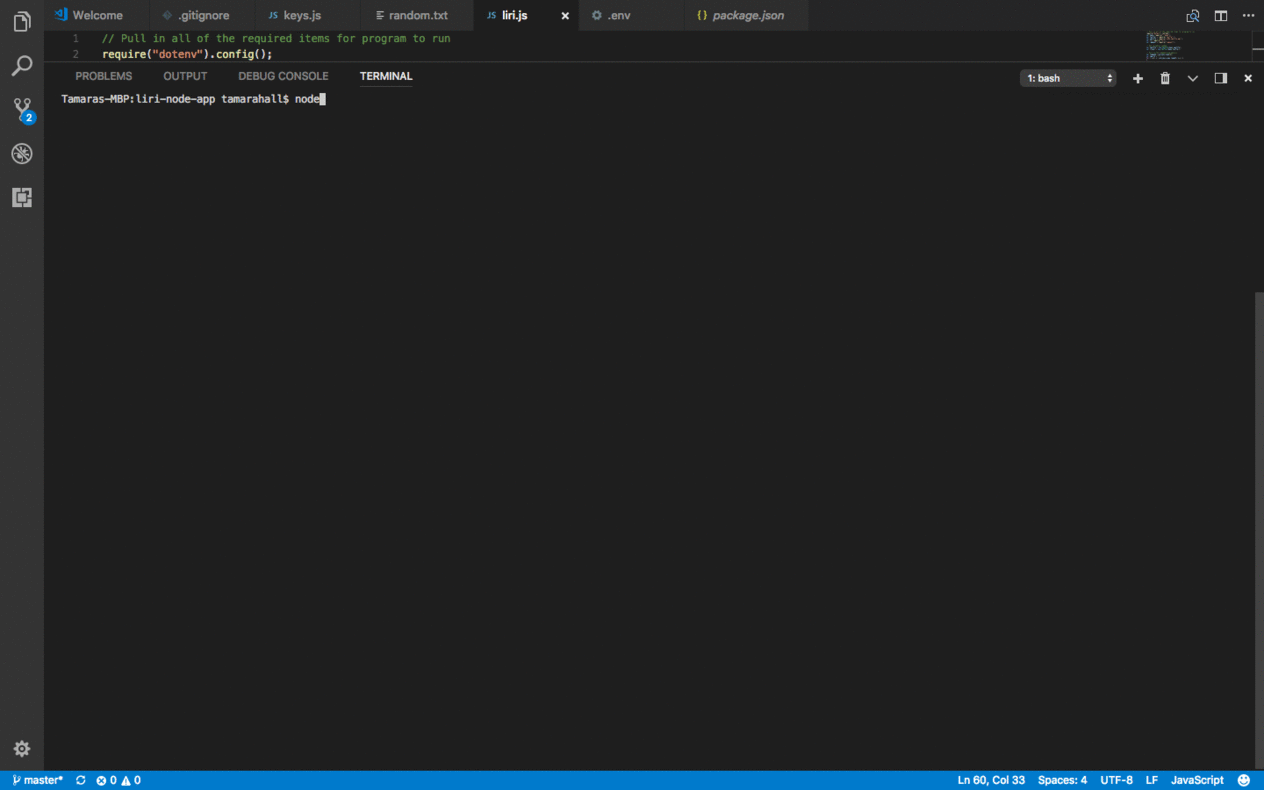 Welcome .gitignore JS keys.js random.txt JS liri.js .env {} package.json
1 // Pull in all of the required items for program to run
2 require("dotenv").config();
PROBLEMS OUTPUT DEBUG CONSOLE TERMINAL 1: bash
Tamaras-MBP:liri-node-app tamarahall$ node
2
master* 0 0 Ln 60, Col 33 Spaces: 4 UTF-8 LF JavaScript